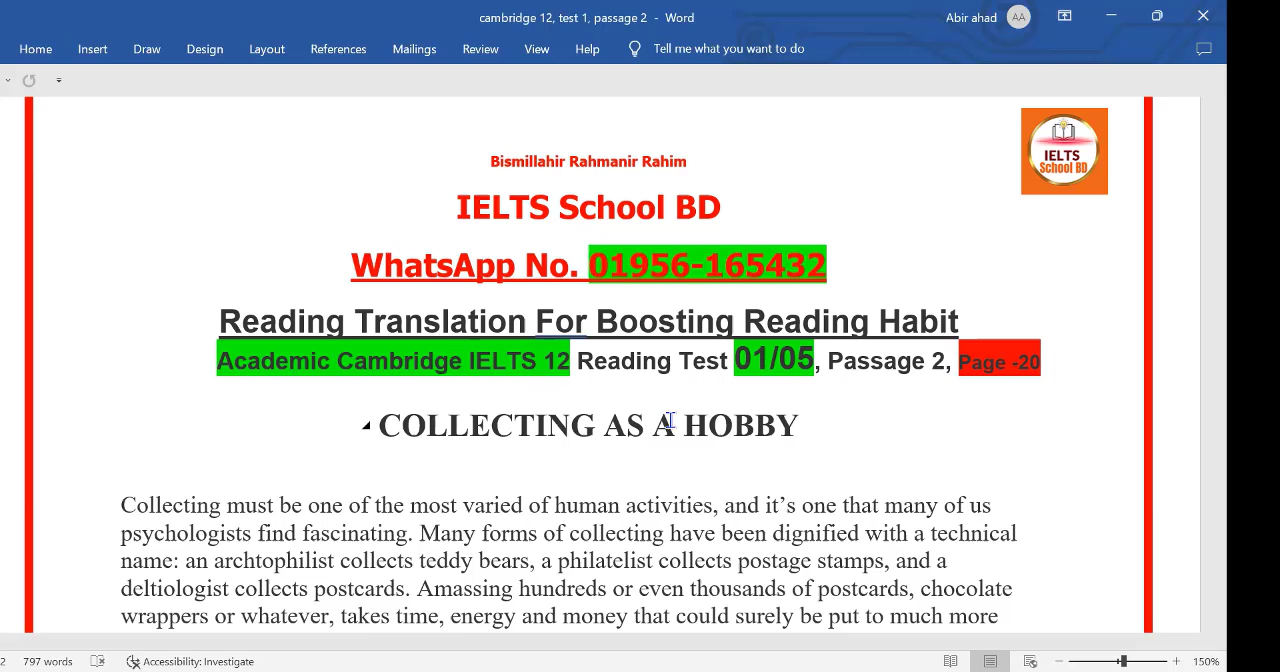 cambridge 12, test 1, passage 2 - Word
Abir ahad
AA
Home Insert Draw Design Layout References Mailings Review View Help Tell me what you want to do
IELTS
School BD
Bismillahir Rahmanir Rahim
IELTS School BD
WhatsApp No. 01956-165432
Reading Translation For Boosting Reading Habit
Academic Cambridge IELTS 12 Reading Test 01/05, Passage 2, Page -20
COLLECTING AS A HOBBY
Collecting must be one of the most varied of human activities, and it’s one that many of us
psychologists find fascinating. Many forms of collecting have been dignified with a technical
name: an archtophilist collects teddy bears, a philatelist collects postage stamps, and a
deltiologist collects postcards. Amassing hundreds or even thousands of postcards, chocolate
wrappers or whatever, takes time, energy and money that could surely be put to much more
2 797 words Accessibility: Investigate 150%